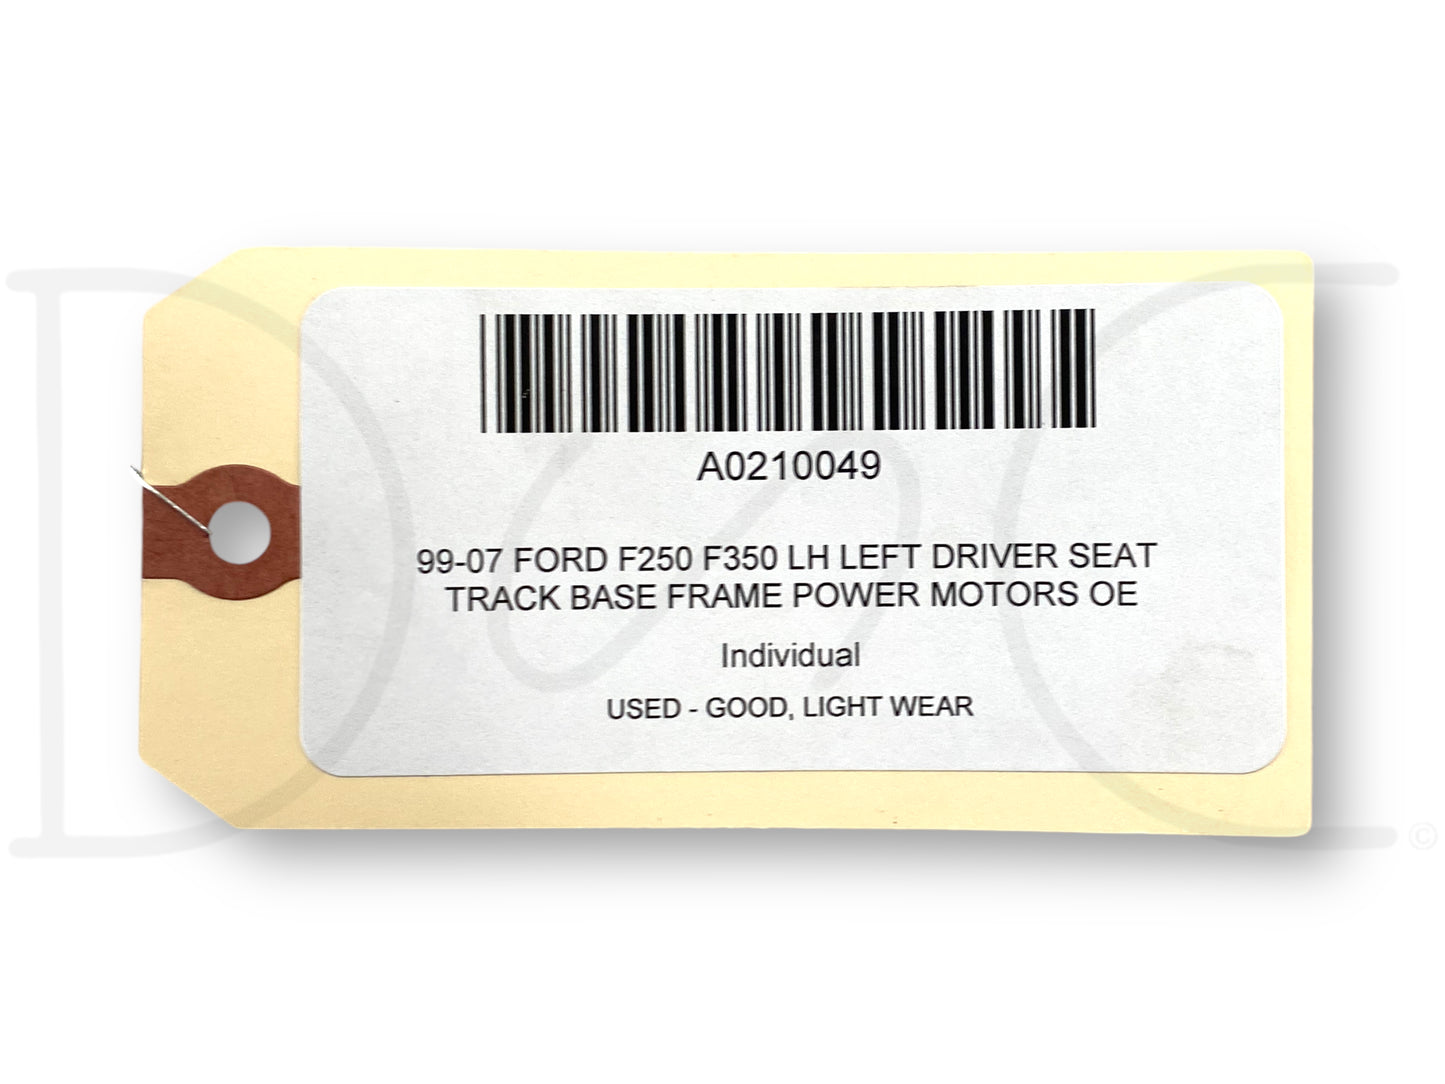 A0210049
99-07 FORD F250 F350 LH LEFT DRIVER SEAT
TRACK BASE FRAME POWER MOTORS OE
Individual
USED - GOOD, LIGHT WEAR
©